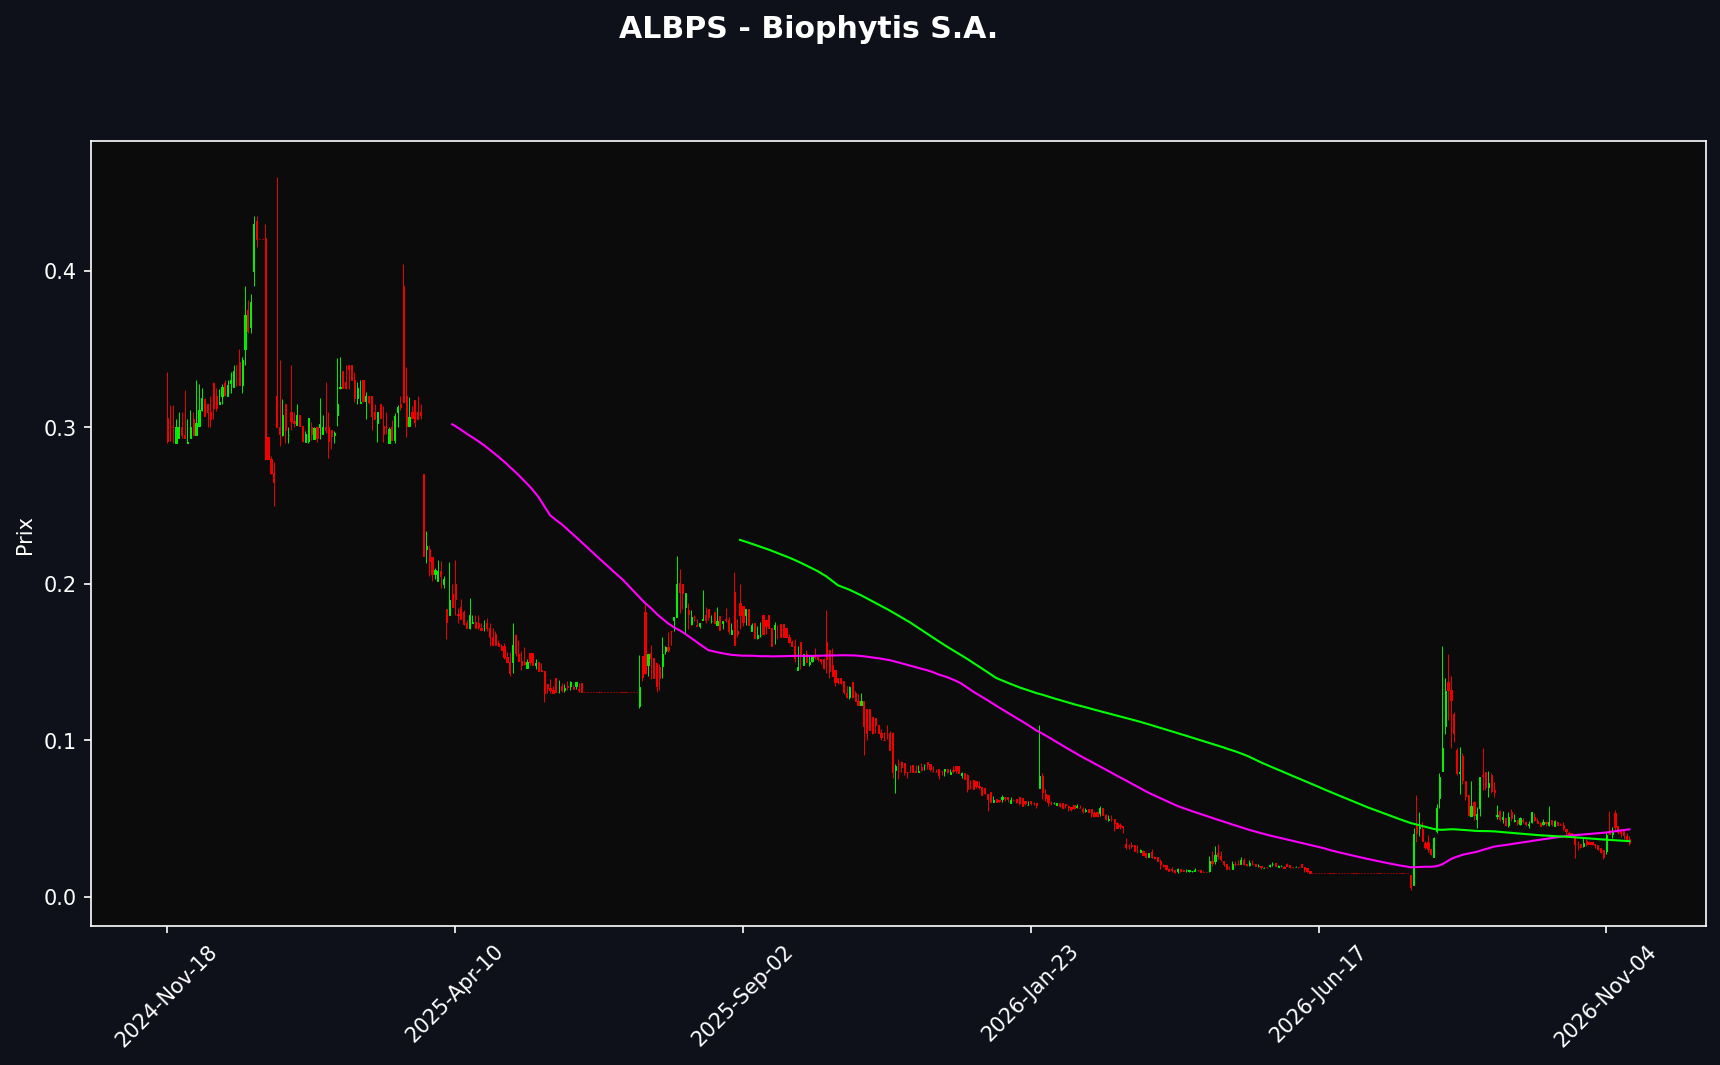 ALBPS - Biophytis S.A.
Prix
0.4
0.3
0.2
0.1
0.0
2024-Nov-18
2025-Apr-10
2025-Sep-02
2026-Jan-23
2026-Jun-17
2026-Nov-04